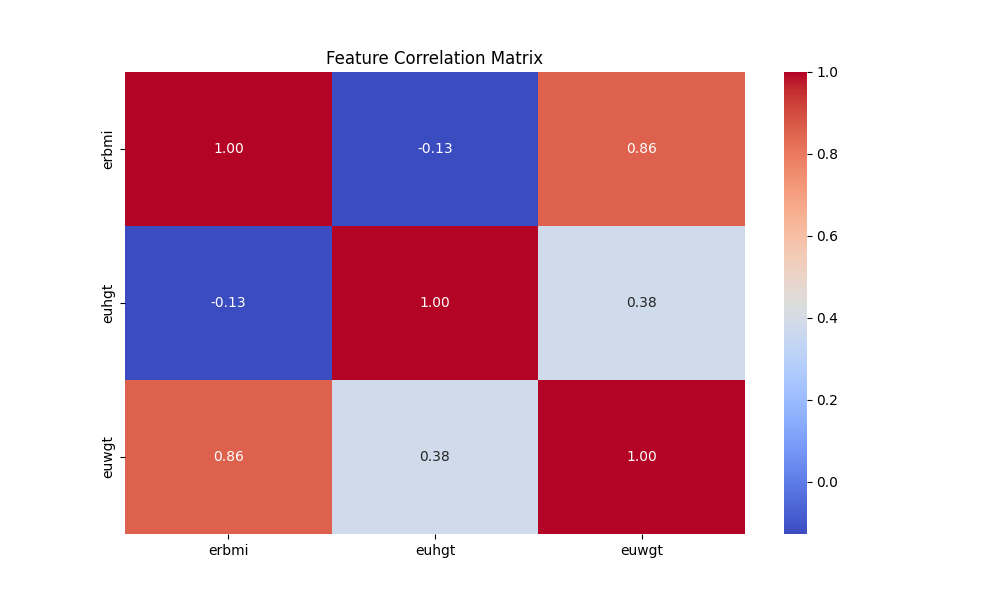 Feature Correlation Matrix
erbmi
1.00
-0.13
0.86
euhgt
-0.13
1.00
0.38
euwgt
0.86
0.38
1.00
erbmi
euhgt
euwgt
1.0
0.8
0.6
0.4
0.2
0.0